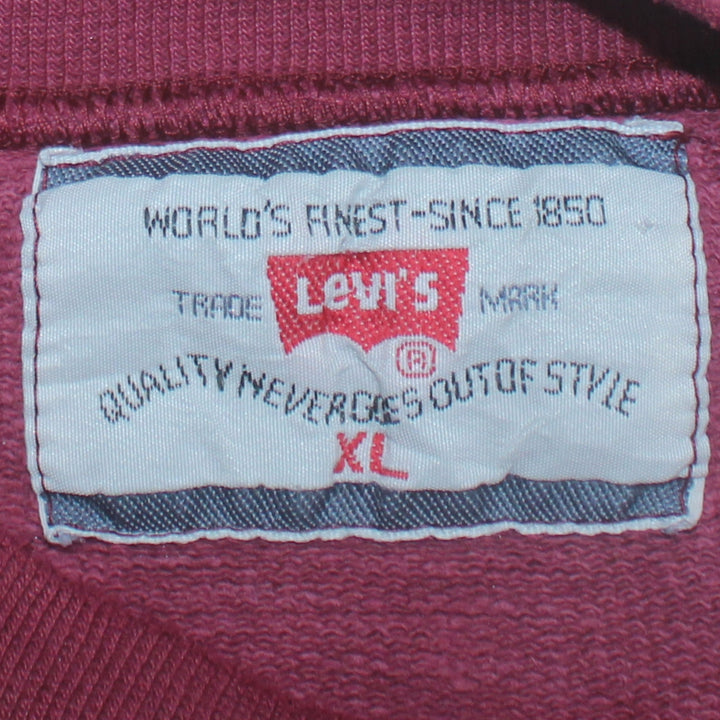 WORLD'S FINEST-SINCE 1850
TRADE LEVI'S MARK
®
QUALITY NEVER GOES OUT OF STYLE
XL